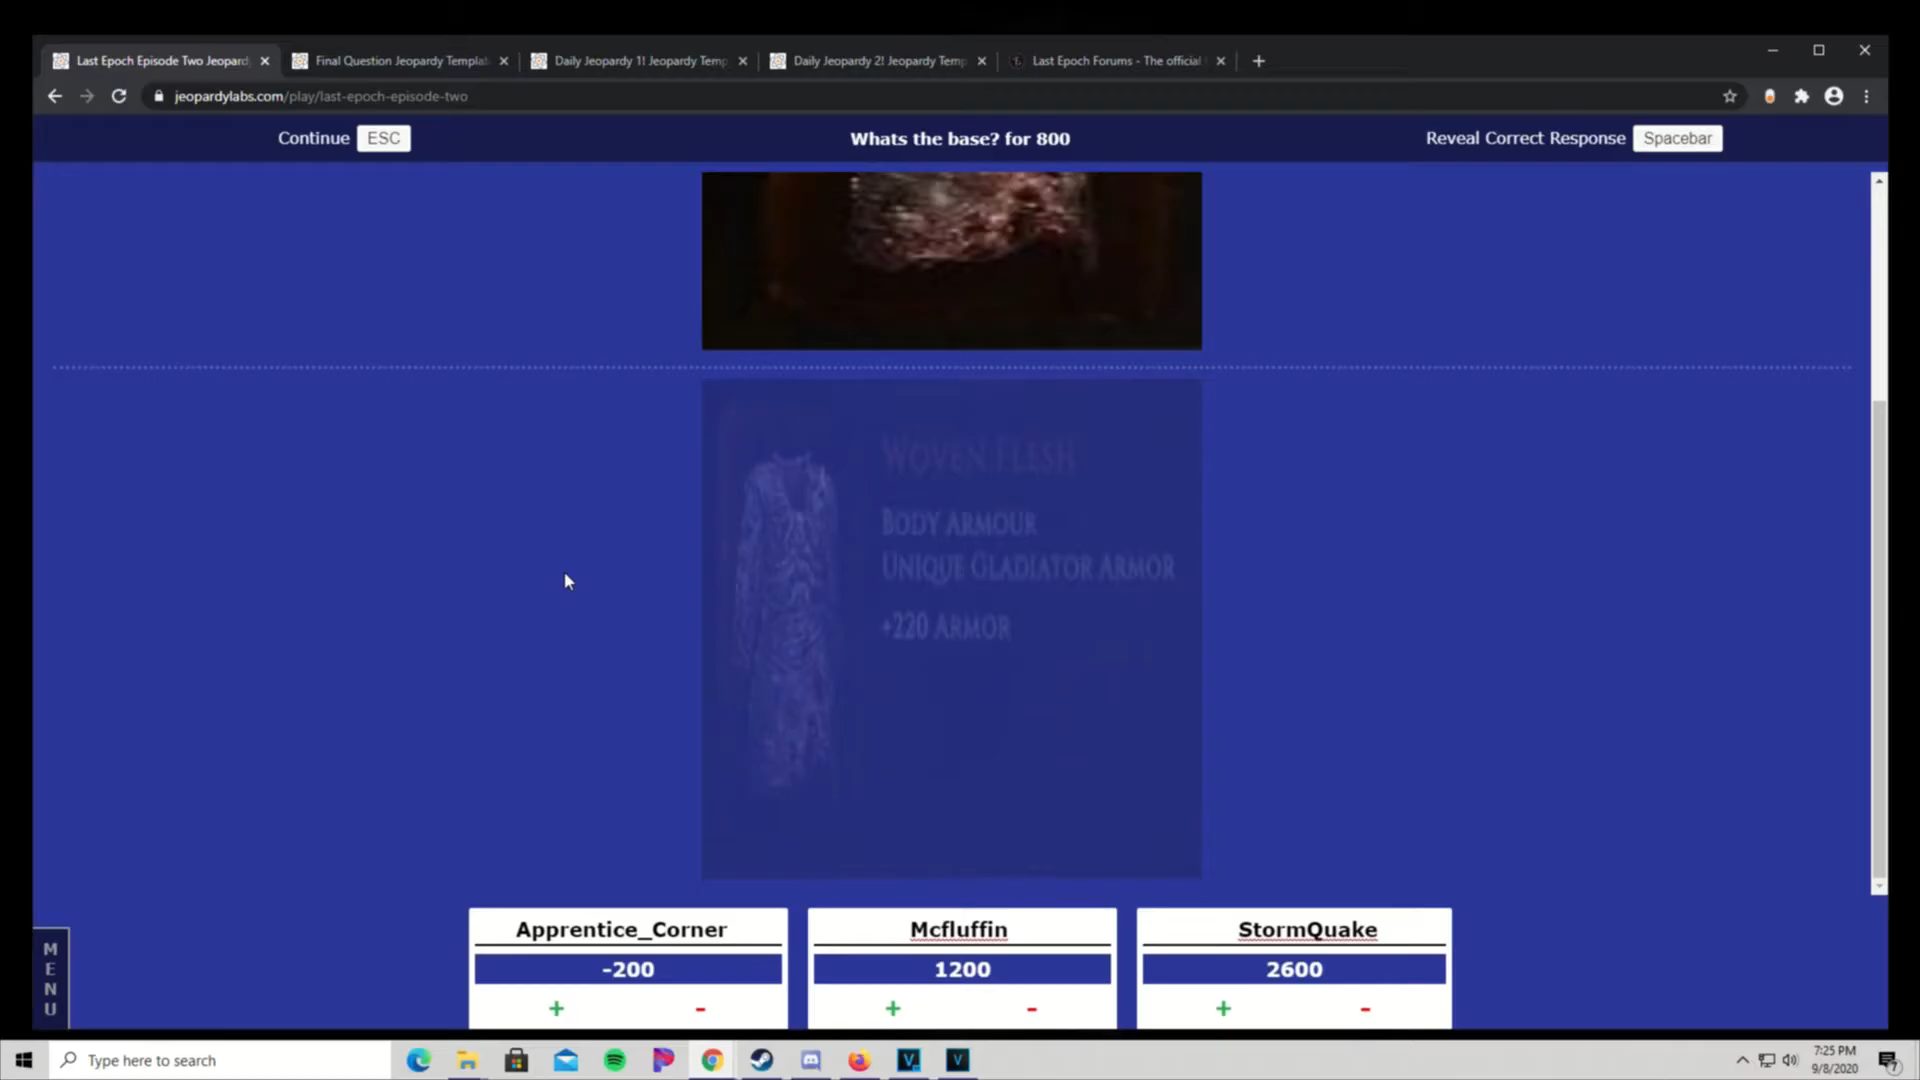 Last Epoch Episode Two Jeopard
Final Question Jeopardy Templat
Daily Jeopardy 1! Jeopardy Temp
Daily Jeopardy 2! Jeopardy Temp
Last Epoch Forums - The official
jeopardylabs.com/play/last-epoch-episode-two
Continue ESC
Whats the base? for 800
Reveal Correct Response Spacebar
WOVEN FLESH
BODY ARMOUR
UNIQUE GLADIATOR ARMOR
+220 ARMOR
Apprentice_Corner
Mcfluffin
StormQuake
-200
1200
2600
+ -
+ -
+ -
MENU
Type here to search
7:25 PM
9/8/2020
7